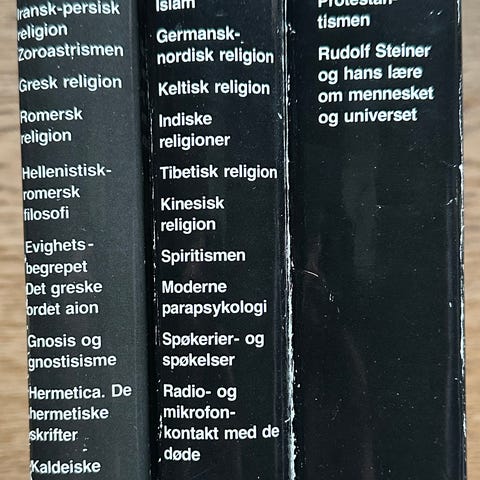 Iransk-persisk
religion
Zoroastrismen
Gresk religion
Romersk
religion
Hellenistisk-
romersk
filosofi
Evighets-
begrepet
Det greske
ordet aion
Gnosis og
gnostisisme
Hermetica. De
hermetiske
skrifter
Kaldeiske
Islam
Germansk-
nordisk religion
Keltisk religion
Indiske
religioner
Tibetisk religion
Kinesisk
religion
Spiritismen
Moderne
parapsykologi
Spøkerier- og
spøkelser
Radio- og
mikrofon-
kontakt med de
døde
Protestan-
tismen
Rudolf Steiner
og hans lære
om mennesket
og universet